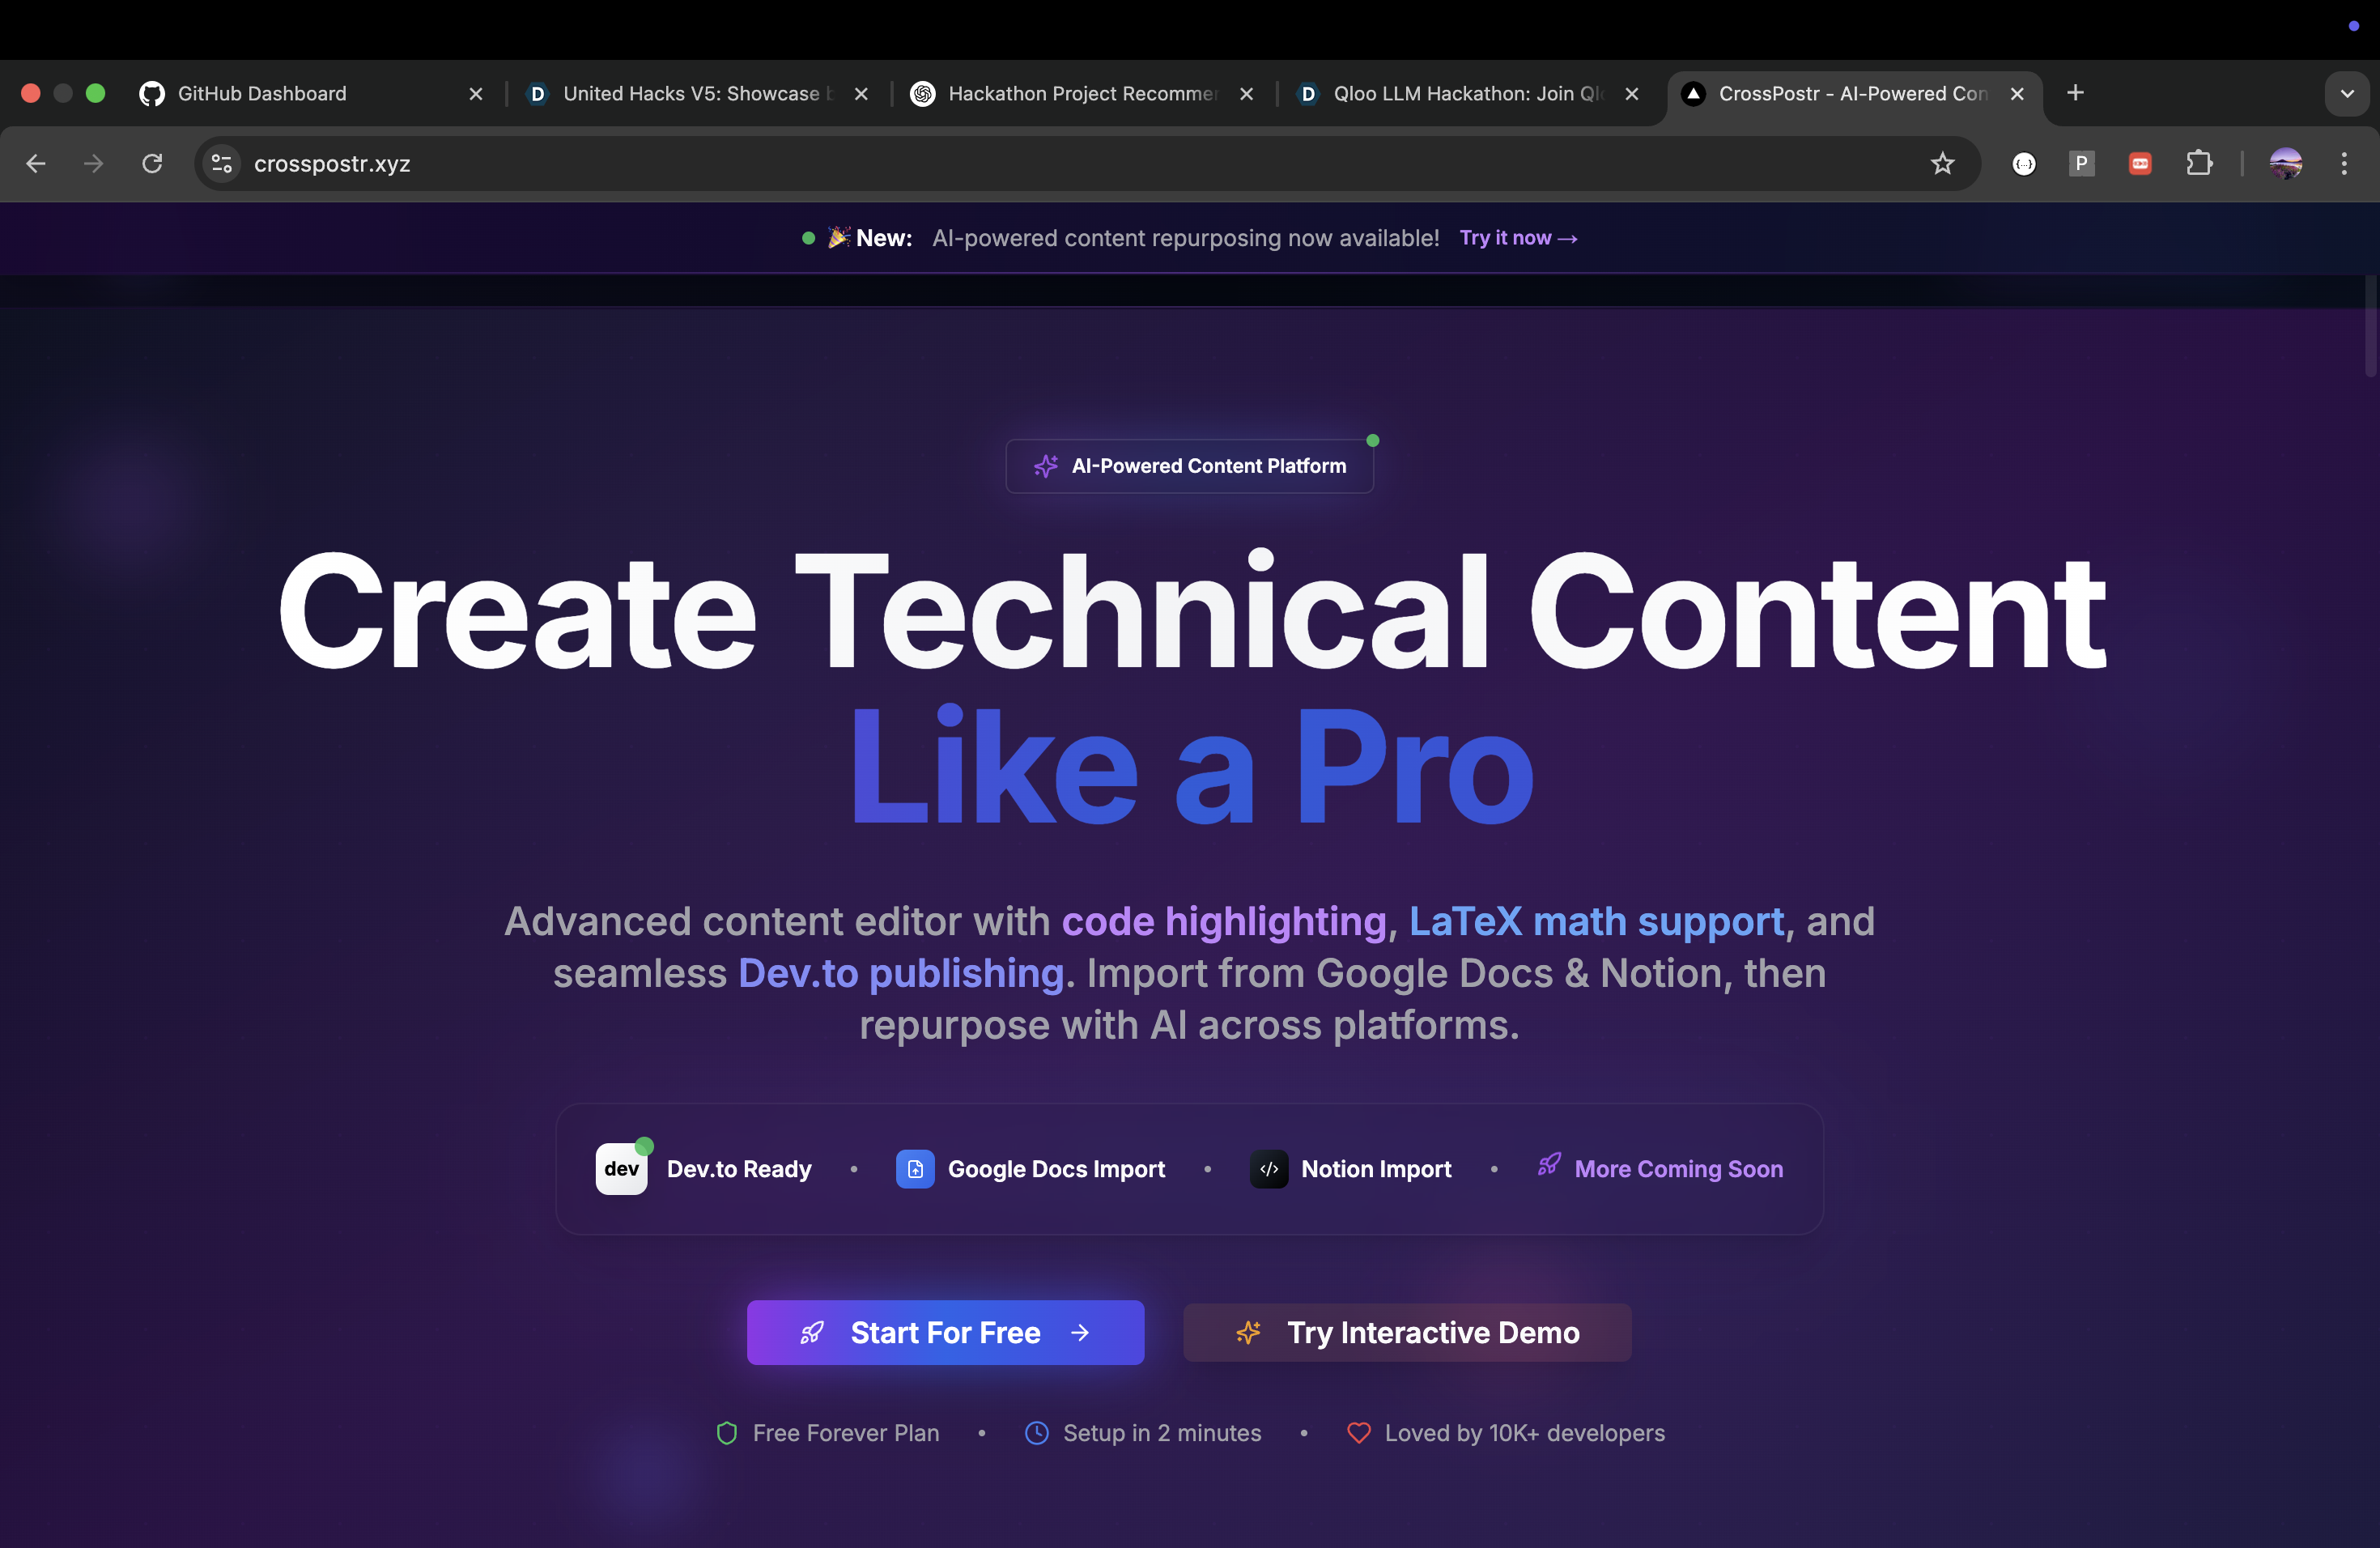 GitHub Dashboard
United Hacks V5: Showcase
Hackathon Project Recommen
Qloo LLM Hackathon: Join Ql
CrossPostr - AI-Powered Con
crosspostr.xyz
P
🎉 New: AI-powered content repurposing now available! Try it now →
AI-Powered Content Platform
Create Technical Content
Like a Pro
Advanced content editor with code highlighting, LaTeX math support, and
seamless Dev.to publishing. Import from Google Docs & Notion, then
repurpose with AI across platforms.
dev Dev.to Ready • Google Docs Import • Notion Import • More Coming Soon
Start For Free → Try Interactive Demo
Free Forever Plan • Setup in 2 minutes • Loved by 10K+ developers